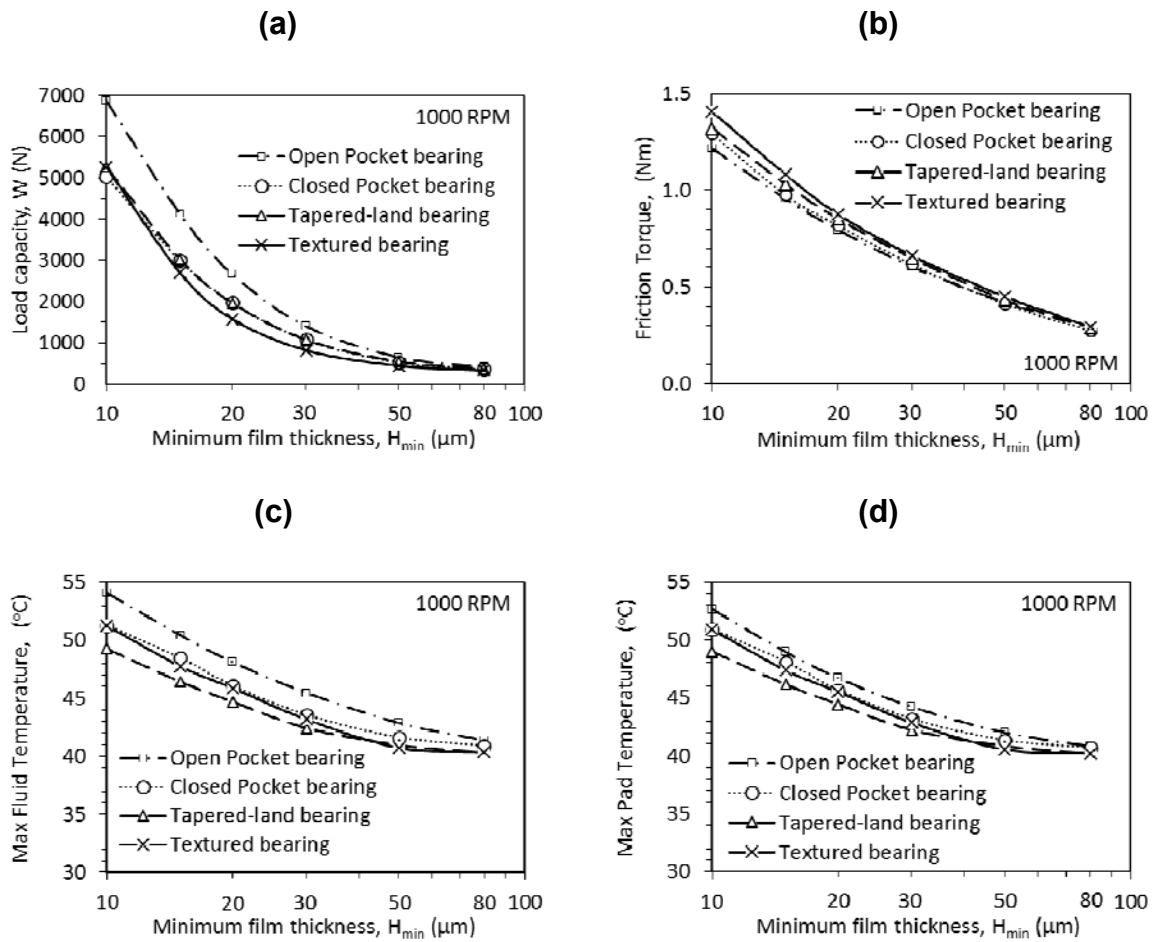 (a)
Load capacity, W (N)
7000
6000
5000
4000
3000
2000
1000
0
1000 RPM
Open Pocket bearing
Closed Pocket bearing
Tapered-land bearing
Textured bearing
10 20 30 50 80 100
Minimum film thickness, Hmin (μm)
(b)
Friction Torque, (Nm)
1.5
1.0
0.5
0.0
Open Pocket bearing
Closed Pocket bearing
Tapered-land bearing
Textured bearing
1000 RPM
10 20 30 50 80 100
Minimum film thickness, Hmin (μm)
(c)
Max Fluid Temperature, (°C)
55
50
45
40
35
30
1000 RPM
Open Pocket bearing
Closed Pocket bearing
Tapered-land bearing
Textured bearing
10 20 30 50 80 100
Minimum film thickness, Hmin (μm)
(d)
Max Pad Temperature, (°C)
55
50
45
40
35
30
1000 RPM
Open Pocket bearing
Closed Pocket bearing
Tapered-land bearing
Textured bearing
10 20 30 50 80 100
Minimum film thickness, Hmin (μm)